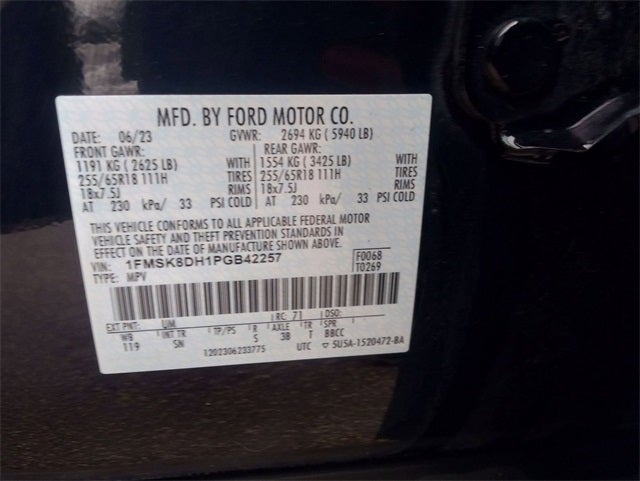 MFD. BY FORD MOTOR CO.
DATE: 06/23 GVWR: 2694 KG ( 5940 LB)
FRONT GAWR: REAR GAWR:
1191 KG ( 2625 LB) WITH 1554 KG ( 3425 LB) WITH
255/65R18 111H TIRES 255/65R18 111H TIRES
18x7.5J RIMS 18x7.5J RIMS
AT 230 kPa/ 33 PSI COLD AT 230 kPa/ 33 PSI COLD
THIS VEHICLE CONFORMS TO ALL APPLICABLE FEDERAL MOTOR
VEHICLE SAFETY AND THEFT PREVENTION STANDARDS IN
EFFECT ON THE DATE OF MANUFACTURE SHOWN ABOVE.
VIN: 1FMSK8DH1PGB42257 F0068
TYPE: MPV T0269
EXT PNT: UM RC: 71 DSO:
WB INT TR TP/PS R AXLE TR SPR
119 SN S 3B T BBCC
1202306233775 UTC ▽ 5U5A-1520472-BA